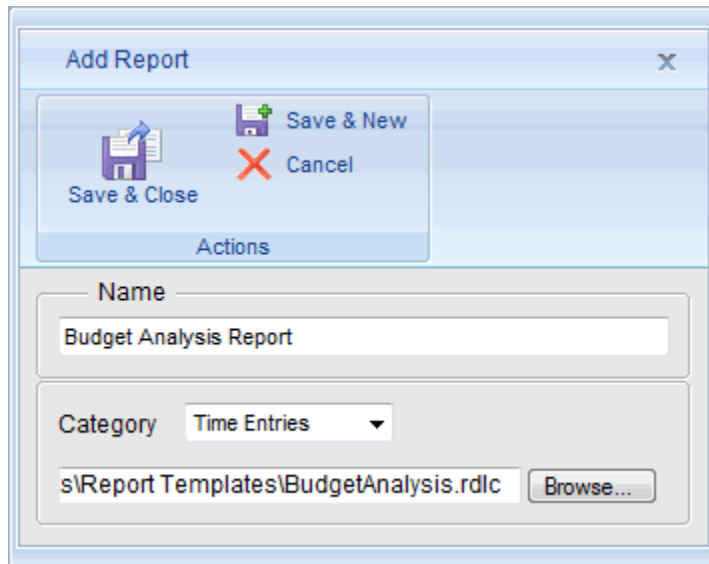 Add Report
x
Save & New
Cancel
Save & Close
Actions
Name
Budget Analysis Report
Category
Time Entries
s\Report Templates\BudgetAnalysis.rdlc
Browse...